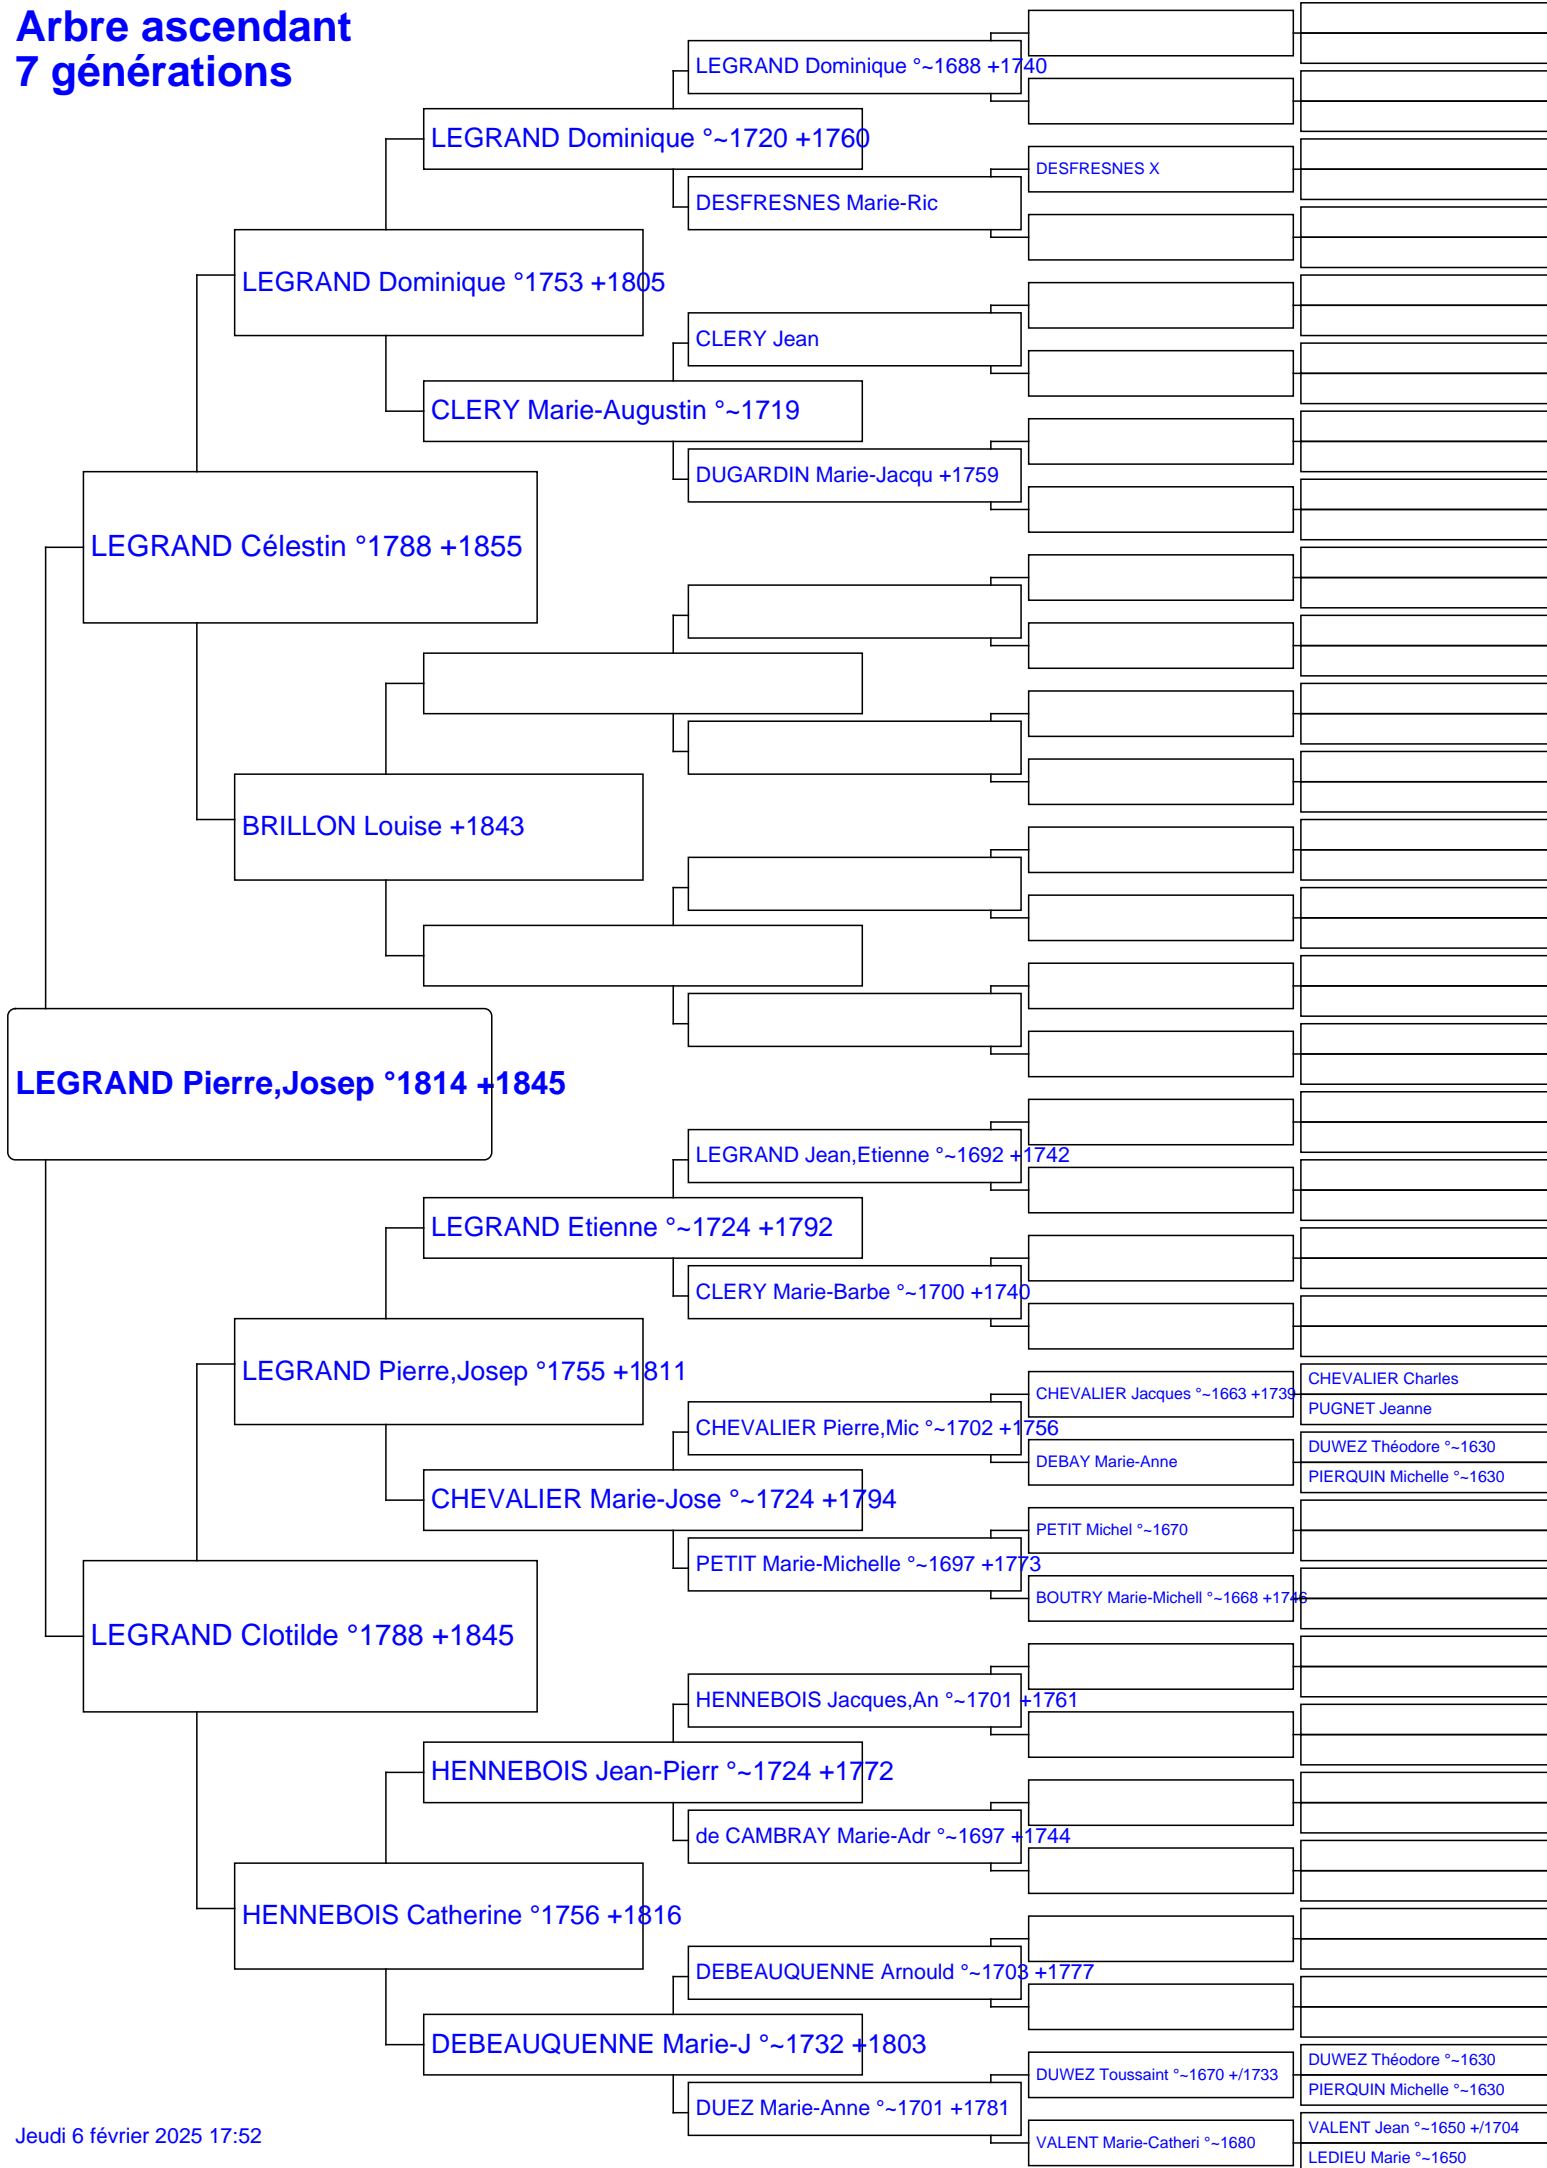 Arbre ascendant
7 générations
LEGRAND Dominique °~1688 +1740
LEGRAND Dominique °~1720 +1760
DESFRESNES X
DESFRESNES Marie-Ric
LEGRAND Dominique °1753 +1805
CLERY Jean
CLERY Marie-Augustin °~1719
DUGARDIN Marie-Jacqu +1759
LEGRAND Célestin °1788 +1855
BRILLON Louise +1843
LEGRAND Pierre,Josep °1814 +1845
LEGRAND Jean,Etienne °~1692 +1742
LEGRAND Etienne °~1724 +1792
CLERY Marie-Barbe °~1700 +1740
LEGRAND Pierre,Josep °1755 +1811
CHEVALIER Charles
CHEVALIER Jacques °~1663 +1739
PUGNET Jeanne
CHEVALIER Pierre,Mic °~1702 +1756
DUWEZ Théodore °~1630
DEBAY Marie-Anne
PIERQUIN Michelle °~1630
CHEVALIER Marie-Jose °~1724 +1794
PETIT Michel °~1670
PETIT Marie-Michelle °~1697 +1773
BOUTRY Marie-Michell °~1668 +1746
LEGRAND Clotilde °1788 +1845
HENNEBOIS Jacques,An °~1701 +1761
HENNEBOIS Jean-Pierr °~1724 +1772
de CAMBRAY Marie-Adr °~1697 +1744
HENNEBOIS Catherine °1756 +1816
DEBEAUQUENNE Arnould °~1703 +1777
DEBEAUQUENNE Marie-J °~1732 +1803
DUWEZ Théodore °~1630
DUWEZ Toussaint °~1670 +/1733
PIERQUIN Michelle °~1630
DUEZ Marie-Anne °~1701 +1781
VALENT Jean °~1650 +/1704
VALENT Marie-Catheri °~1680
LEDIEU Marie °~1650
Jeudi 6 février 2025 17:52